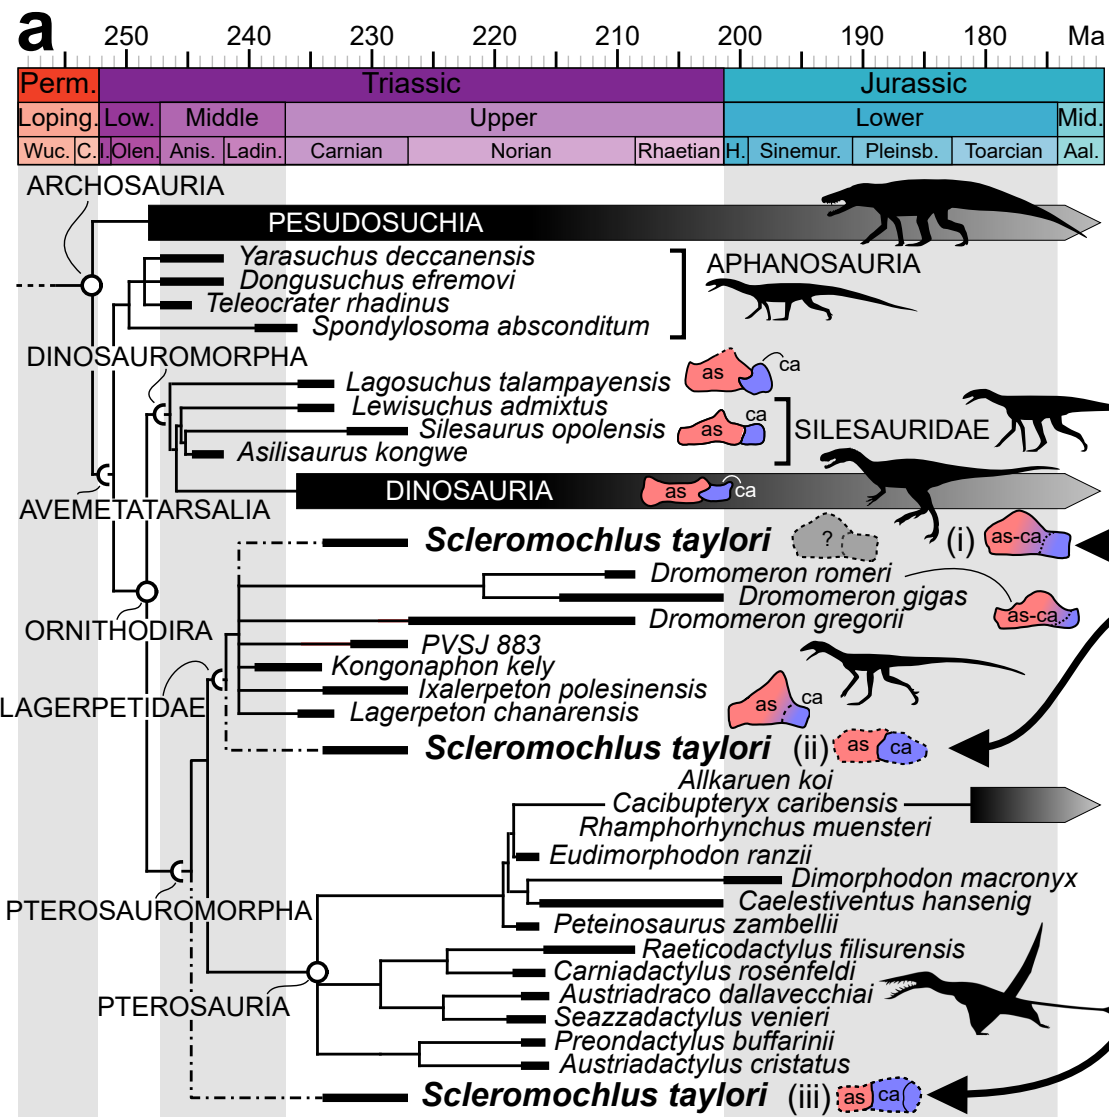 a
250 240 230 220 210 200 190 180 Ma
Perm. Triassic Jurassic
Loping. Low. Middle Upper Lower Mid.
Wuc. C. I. Olen. Anis. Ladin. Carnian Norian Rhaetian H. Sinemur. Pleinsb. Toarcian Aal.
ARCHOSAURIA
PESUDOSUCHIA
Yarasuchus deccanensis
APHANOSAURIA
Dongusuchus efremovi
Teleocrater rhadinus
Spondylosoma absconditum
DINOSAUROMORPHA
as ca
Lagosuchus talampayensis
Lewisuchus admixtus
as ca
Silesaurus opolensis
SILESAURIDAE
Asilisaurus kongwe
DINOSAURIA as ca
AVEMETATARSALIA
Scleromochlus taylori ? (i) as-ca
Dromomeron romeri
Dromomeron gigas
as-ca
Dromomeron gregorii
ORNITHODIRA
PVSJ 883
Kongonaphon kely
Ixalerpeton polesinensis
as ca
LAGERPETIDAE
Lagerpeton chanarensis
Scleromochlus taylori (ii) as ca
Allkaruen koi
Cacibupteryx caribensis
Rhamphorhynchus muensteri
Eudimorphodon ranzii
Dimorphodon macronyx
Caelestiventus hansenig
PTEROSAUROMORPHA
Peteinosaurus zambellii
Raeticodactylus filisurensis
Carniadactylus rosenfeldi
Austriadraco dallavecchiai
PTEROSAURIA
Seazzadactylus venieri
Preondactylus buffarinii
Austriadactylus cristatus
Scleromochlus taylori (iii) as ca